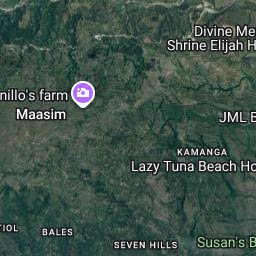 Divine Me
Shrine Elijah H
nillo's farm
Maasim
JML B
KAMANGA
Lazy Tuna Beach Ho
TIOL
BALES
SEVEN HILLS
Susan's B